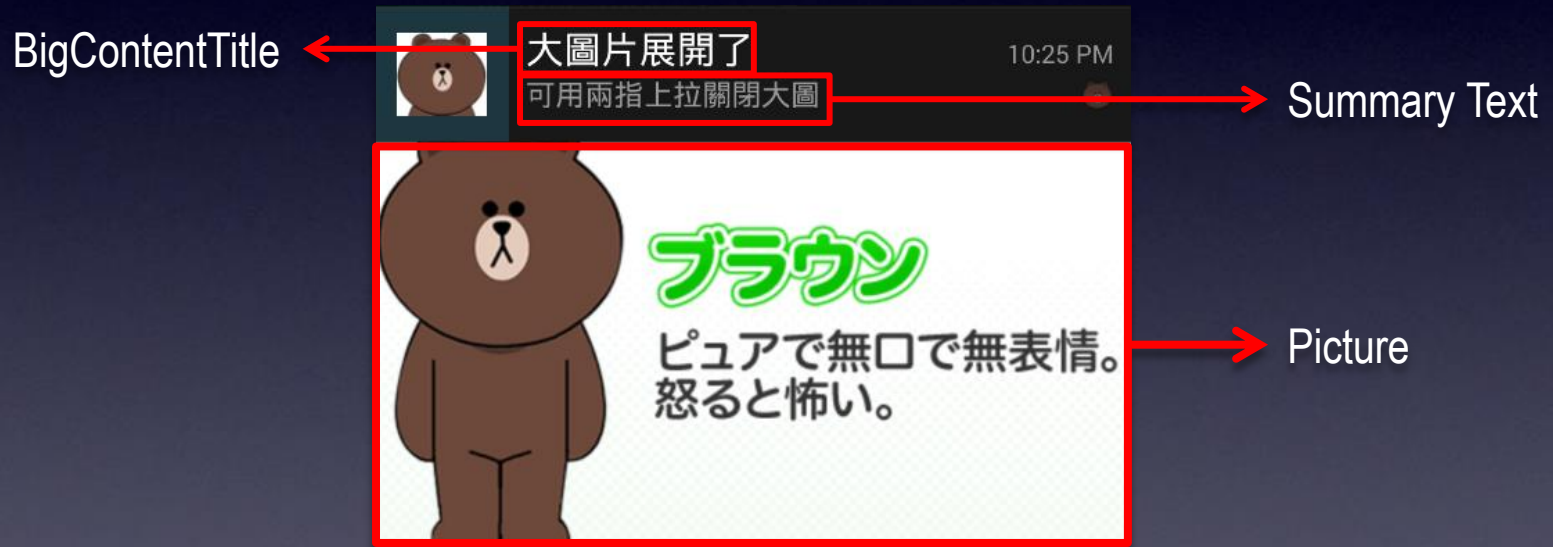 BigContentTitle
大圖片展開了
10:25 PM
可用兩指上拉關閉大圖
Summary Text
ブラウン
ピュアで無口で無表情。
怒ると怖い。
Picture